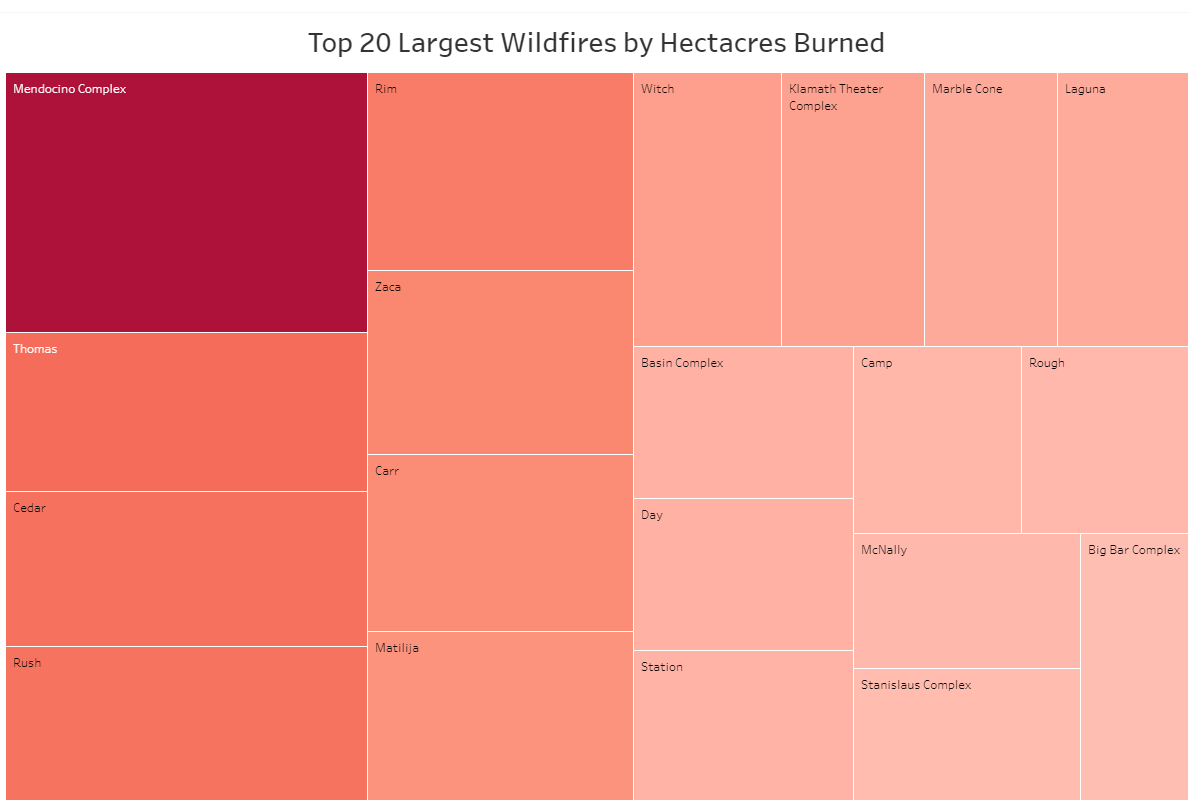 Top 20 Largest Wildfires by Hectacres Burned
Mendocino Complex
Thomas
Cedar
Rush
Rim
Zaca
Carr
Matilija
Witch
Klamath Theater
Complex
Marble Cone
Laguna
Basin Complex
Day
Station
Camp
Rough
McNally
Big Bar Complex
Stanislaus Complex